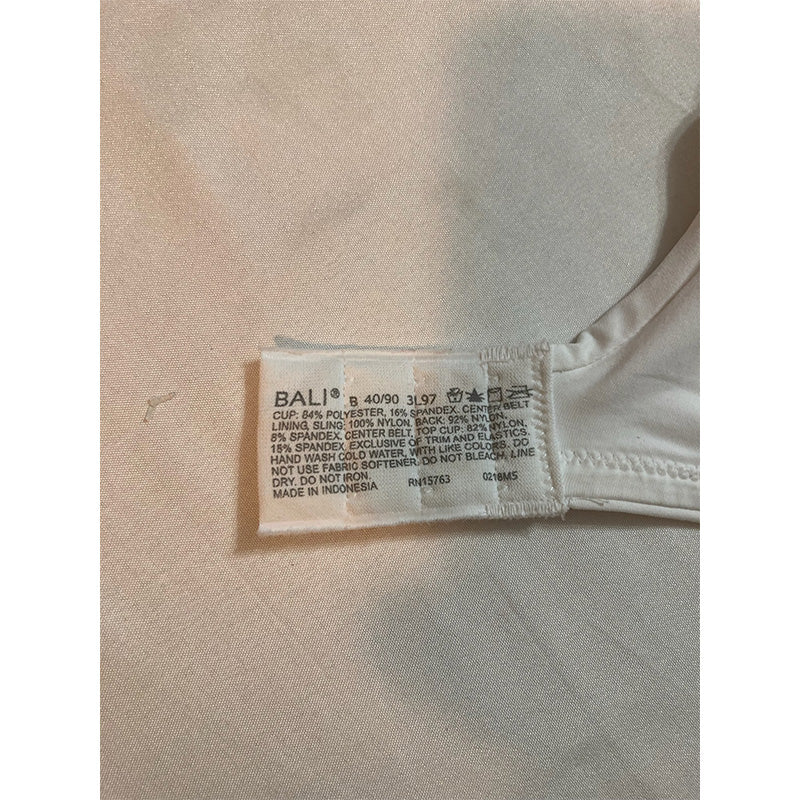 BALI® B 40/90 3L97
CUP: 84% POLYESTER, 16% SPANDEX. CENTER BELT
LINING, SLING: 100% NYLON. BACK: 92% NYLON,
8% SPANDEX. CENTER BELT, TOP CUP: 82% NYLON,
18% SPANDEX. EXCLUSIVE OF TRIM AND ELASTICS.
HAND WASH COLD WATER, WITH LIKE COLORS. DO
NOT USE FABRIC SOFTENER. DO NOT BLEACH, LINE
DRY. DO NOT IRON.
MADE IN INDONESIA RN15763 0218MS